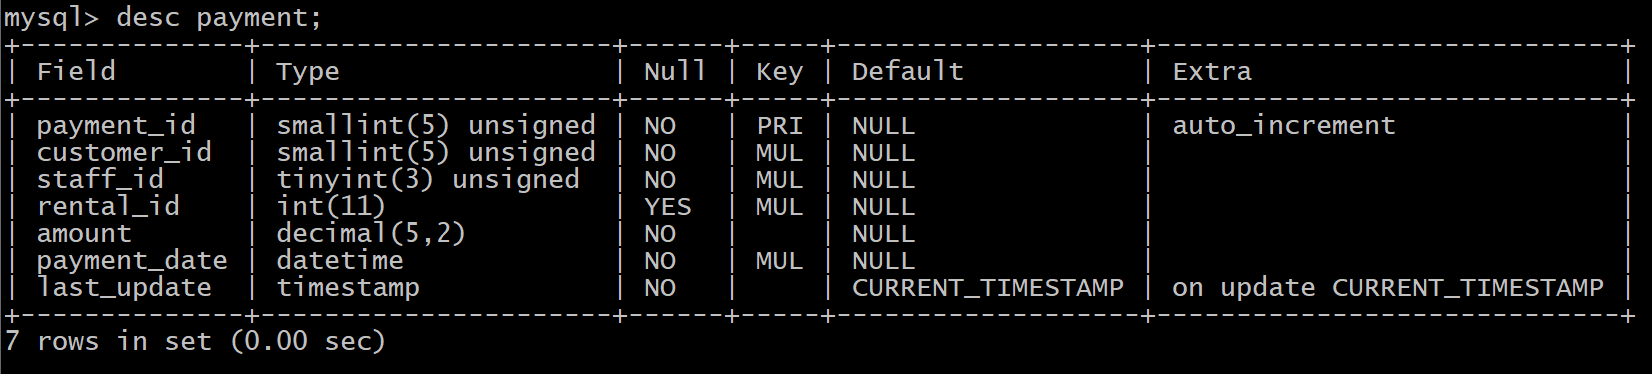 mysql> desc payment;
+--------------+----------------------+------+-----+-------------------+-----------------------------+
| Field        | Type                 | Null | Key | Default           | Extra                       |
+--------------+----------------------+------+-----+-------------------+-----------------------------+
| payment_id   | smallint(5) unsigned | NO   | PRI | NULL              | auto_increment              |
| customer_id  | smallint(5) unsigned | NO   | MUL | NULL              |                             |
| staff_id     | tinyint(3) unsigned  | NO   | MUL | NULL              |                             |
| rental_id    | int(11)              | YES  | MUL | NULL              |                             |
| amount       | decimal(5,2)         | NO   |     | NULL              |                             |
| payment_date | datetime             | NO   | MUL | NULL              |                             |
| last_update  | timestamp            | NO   |     | CURRENT_TIMESTAMP | on update CURRENT_TIMESTAMP |
+--------------+----------------------+------+-----+-------------------+-----------------------------+
7 rows in set (0.00 sec)